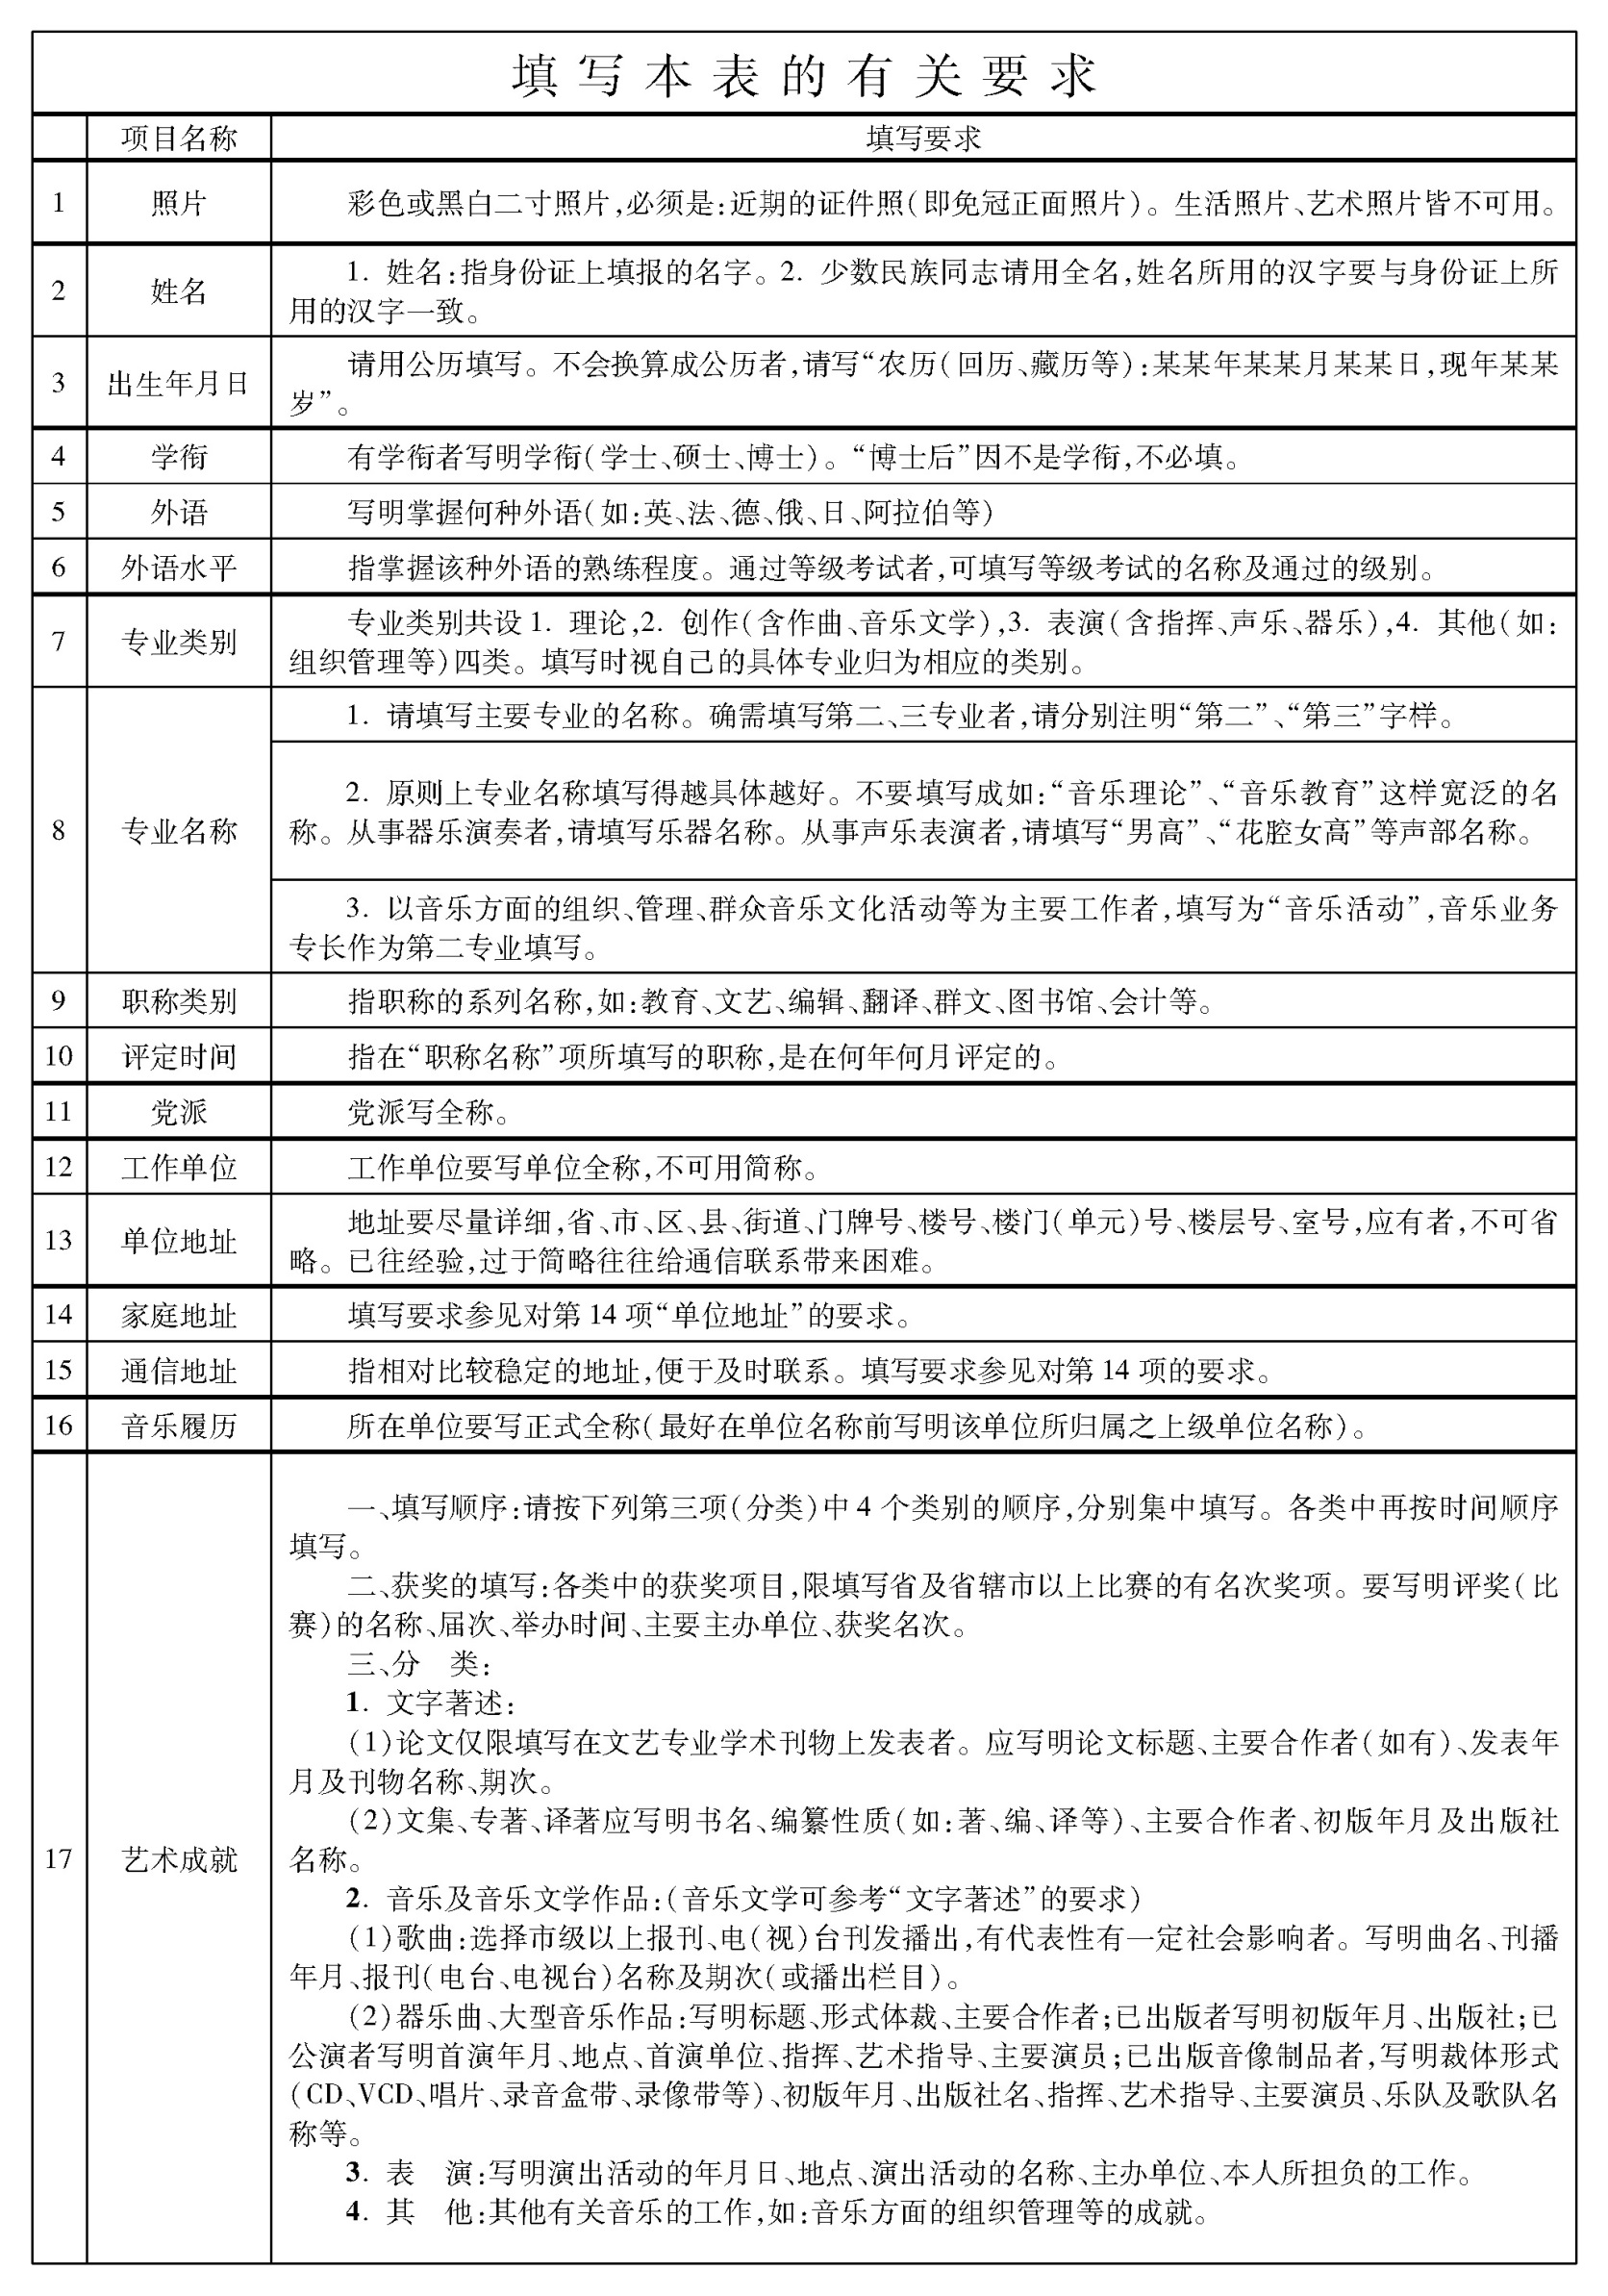 填写本表的有关要求
项目名称 填写要求
1 照片 彩色或黑白二寸照片,必须是:近期的证件照(即免冠正面照片)。生活照片、艺术照片皆不可用。
2 姓名 1. 姓名:指身份证上填报的名字。2. 少数民族同志请用全名,姓名所用的汉字要与身份证上所
用的汉字一致。
3 出生年月日 请用公历填写。不会换算成公历者,请写“农历(回历、藏历等):某某年某某月某某日,现年某某
岁”。
4 学衔 有学衔者写明学衔(学士、硕士、博士)。“博士后”因不是学衔,不必填。
5 外语 写明掌握何种外语(如:英、法、德、俄、日、阿拉伯等)
6 外语水平 指掌握该种外语的熟练程度。通过等级考试者,可填写等级考试的名称及通过的级别。
7 专业类别 专业类别共设1. 理论,2. 创作(含作曲、音乐文学),3. 表演(含指挥、声乐、器乐),4. 其他(如:
组织管理等)四类。填写时视自己的具体专业归为相应的类别。
8 专业名称 1. 请填写主要专业的名称。确需填写第二、三专业者,请分别注明“第二”、“第三”字样。
2. 原则上专业名称填写得越具体越好。不要填写成如:“音乐理论”、“音乐教育”这样宽泛的名
称。从事器乐演奏者,请填写乐器名称。从事声乐表演者,请填写“男高”、“花腔女高”等声部名称。
3. 以音乐方面的组织、管理、群众音乐文化活动等为主要工作者,填写为“音乐活动”,音乐业务
专长作为第二专业填写。
9 职称类别 指职称的系列名称,如:教育、文艺、编辑、翻译、群文、图书馆、会计等。
10 评定时间 指在“职称名称”项所填写的职称,是在何年何月评定的。
11 党派 党派写全称。
12 工作单位 工作单位要写单位全称,不可用简称。
13 单位地址 地址要尽量详细,省、市、区、县、街道、门牌号、楼号、楼门(单元)号、楼层号、室号,应有者,不可省
略。已往经验,过于简略往往给通信联系带来困难。
14 家庭地址 填写要求参见对第14项“单位地址”的要求。
15 通信地址 指相对比较稳定的地址,便于及时联系。填写要求参见对第14项的要求。
16 音乐履历 所在单位要写正式全称(最好在单位名称前写明该单位所归属之上级单位名称)。
17 艺术成就 一、填写顺序:请按下列第三项(分类)中4个类别的顺序,分别集中填写。各类中再按时间顺序
填写。
二、获奖的填写:各类中的获奖项目,限填写省及省辖市以上比赛的有名次奖项。要写明评奖(比
赛)的名称、届次、举办时间、主要主办单位、获奖名次。
三、分 类:
1. 文字著述:
(1)论文仅限填写在文艺专业学术刊物上发表者。应写明论文标题、主要合作者(如有)、发表年
月及刊物名称、期次。
(2)文集、专著、译著应写明书名、编纂性质(如:著、编、译等)、主要合作者、初版年月及出版社
名称。
2. 音乐及音乐文学作品:(音乐文学可参考“文字著述”的要求)
(1)歌曲:选择市级以上报刊、电(视)台刊发播出,有代表性有一定社会影响者。写明曲名、刊播
年月、报刊(电台、电视台)名称及期次(或播出栏目)。
(2)器乐曲、大型音乐作品:写明标题、形式体裁、主要合作者;已出版者写明初版年月、出版社;已
公演者写明首演年月、地点、首演单位、指挥、艺术指导、主要演员;已出版音像制品者,写明裁体形式
(CD、VCD、唱片、录音盒带、录像带等)、初版年月、出版社名、指挥、艺术指导、主要演员、乐队及歌队名
称等。
3. 表 演:写明演出活动的年月日、地点、演出活动的名称、主办单位、本人所担负的工作。
4. 其 他:其他有关音乐的工作,如:音乐方面的组织管理等的成就。